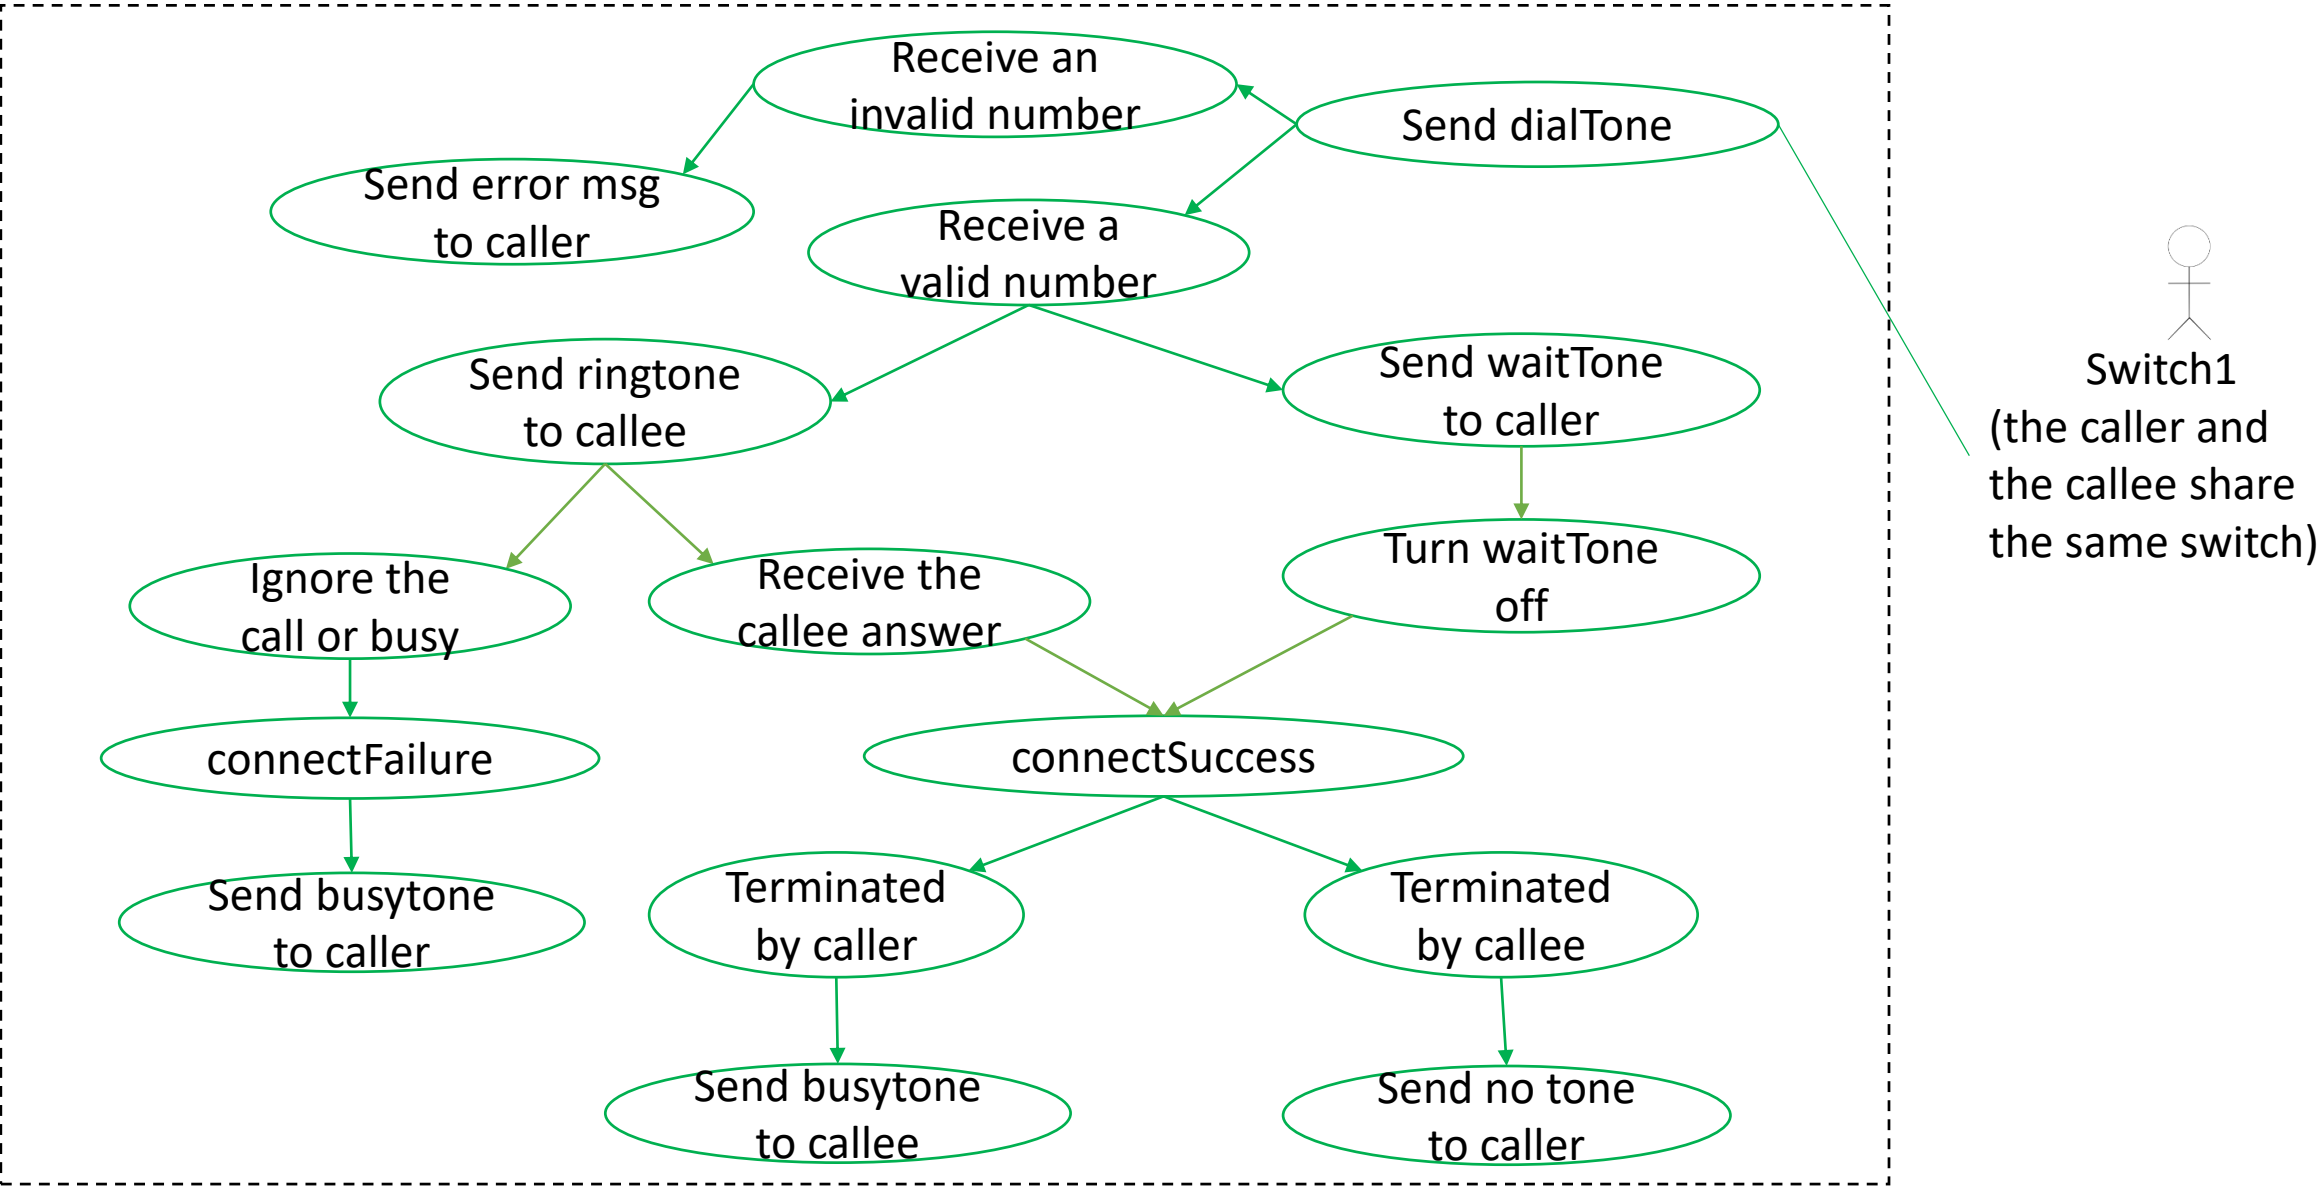 Receive an
invalid number
Send dialTone
Send error msg
to caller
Receive a
valid number
Send ringtone
to callee
Send waitTone
to caller
Switch1
(the caller and
the callee share
the same switch)
Ignore the
call or busy
Receive the
callee answer
Turn waitTone
off
connectFailure
connectSuccess
Send busytone
to caller
Terminated
by caller
Terminated
by callee
Send busytone
to callee
Send no tone
to caller